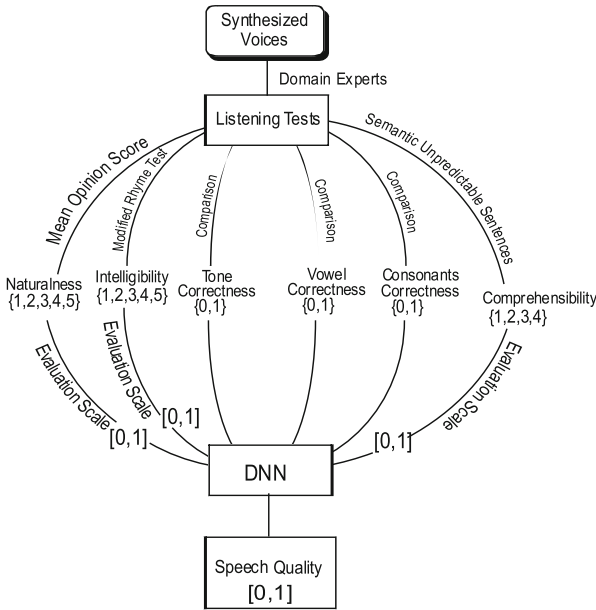 Synthesized
Voices
Domain Experts
Listening Tests
Mean Opinion Score
Modified Rhyme Test
Comparison
Comparison
Comparison
Semantic Unpredictable Sentences
Naturalness
{1,2,3,4,5}
Intelligibility
{1,2,3,4,5}
Tone
Correctness
{0,1}
Vowel
Correctness
{0,1}
Consonants
Correctness
{0,1}
Comprehensibility
{1,2,3,4}
Evaluation Scale
[0,1]
Evaluation Scale
[0,1]
Evaluation Scale
[0,1]
DNN
Speech Quality
[0,1]